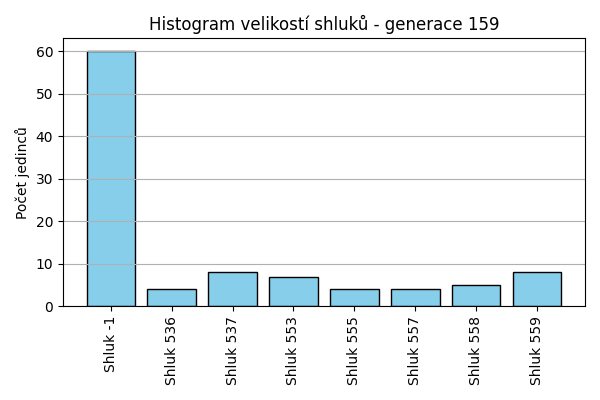 Histogram velikostí shluků - generace 159
Počet jedinců
60
50
40
30
20
10
0
Shluk -1
Shluk 536
Shluk 537
Shluk 553
Shluk 555
Shluk 557
Shluk 558
Shluk 559